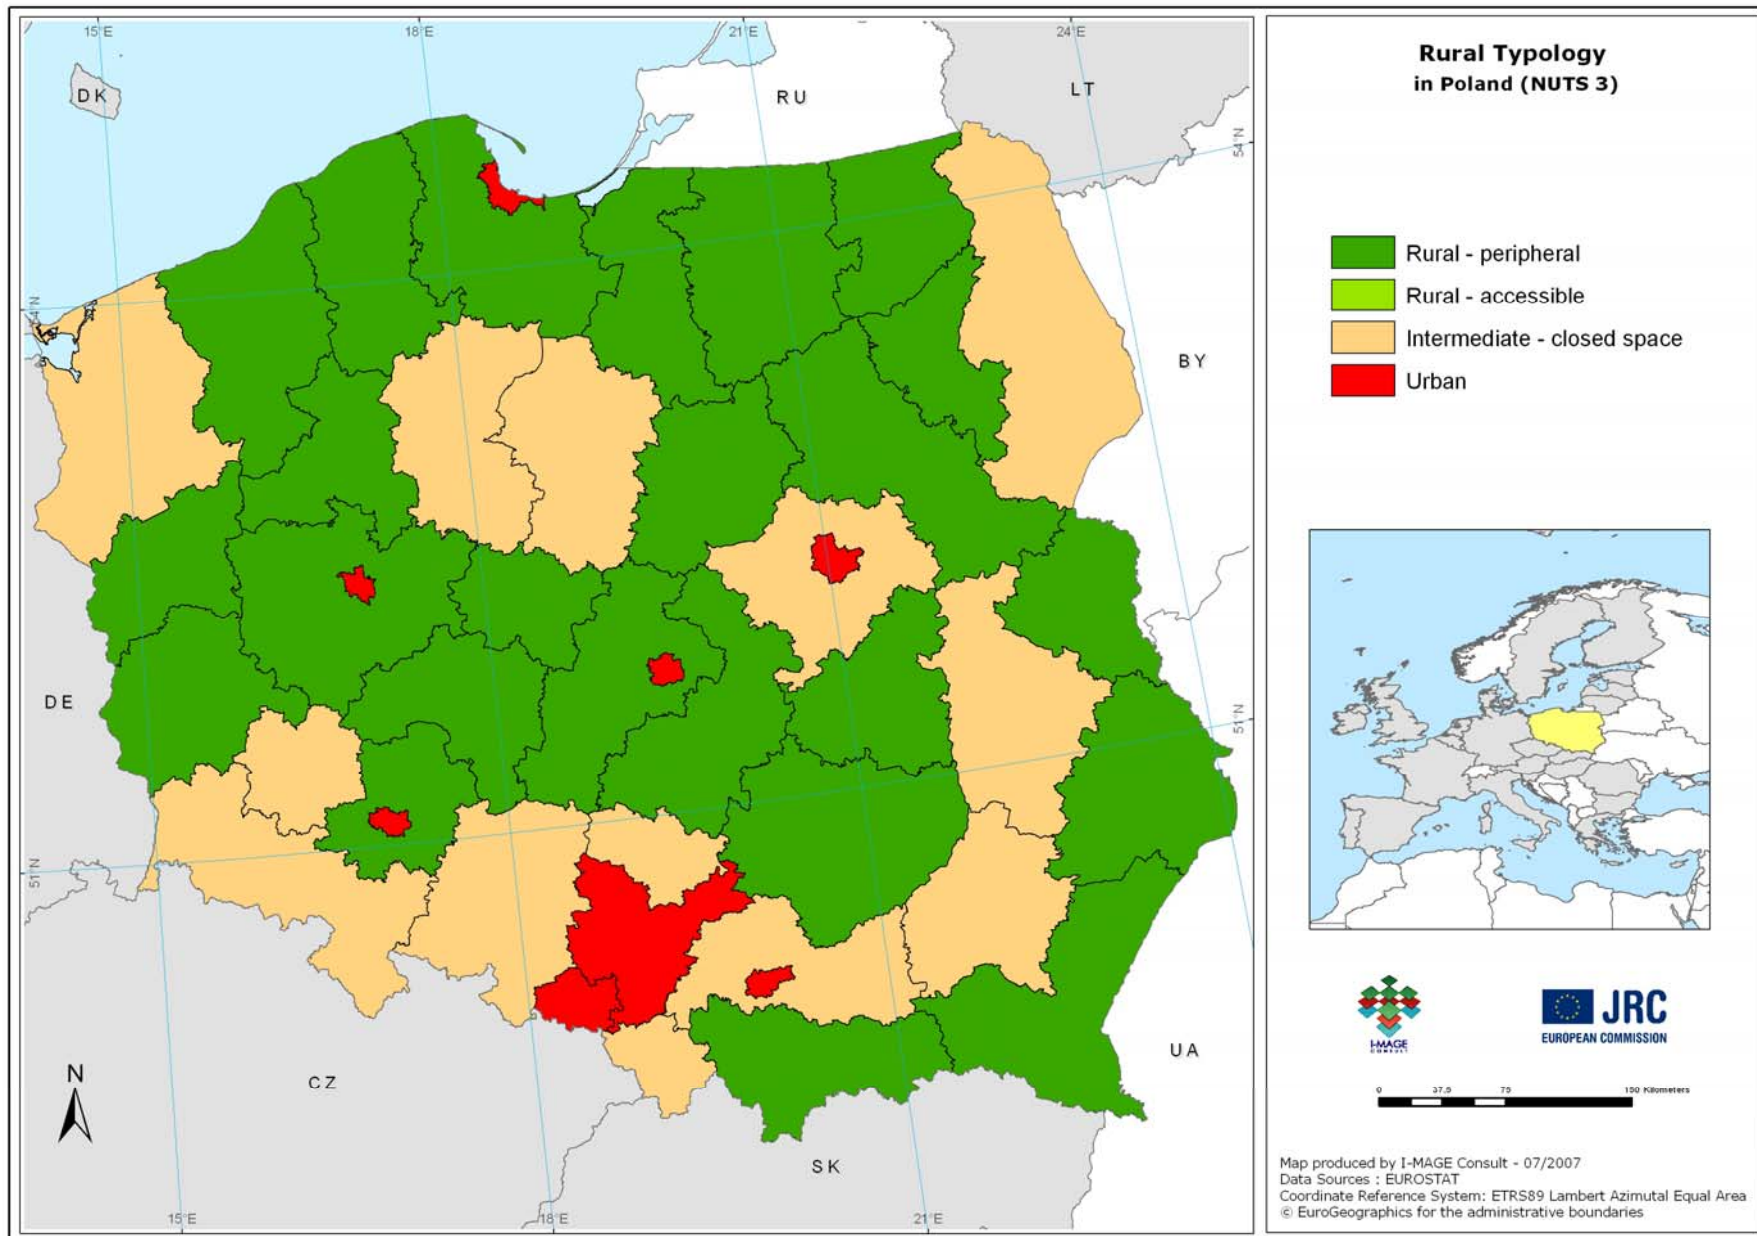 15°E
18°E
21°E
24°E
DK
RU
LT
54°N
BY
DE
51°N
51°N
CZ
UA
SK
N
15°E
18°E
21°E
Rural Typology
in Poland (NUTS 3)
Rural - peripheral
Rural - accessible
Intermediate - closed space
Urban
I-MAGE
CONSULT
JRC
EUROPEAN COMMISSION
0 37.5 75 150 Kilometers
Map produced by I-MAGE Consult - 07/2007
Data Sources : EUROSTAT
Coordinate Reference System: ETRS89 Lambert Azimutal Equal Area
© EuroGeographics for the administrative boundaries